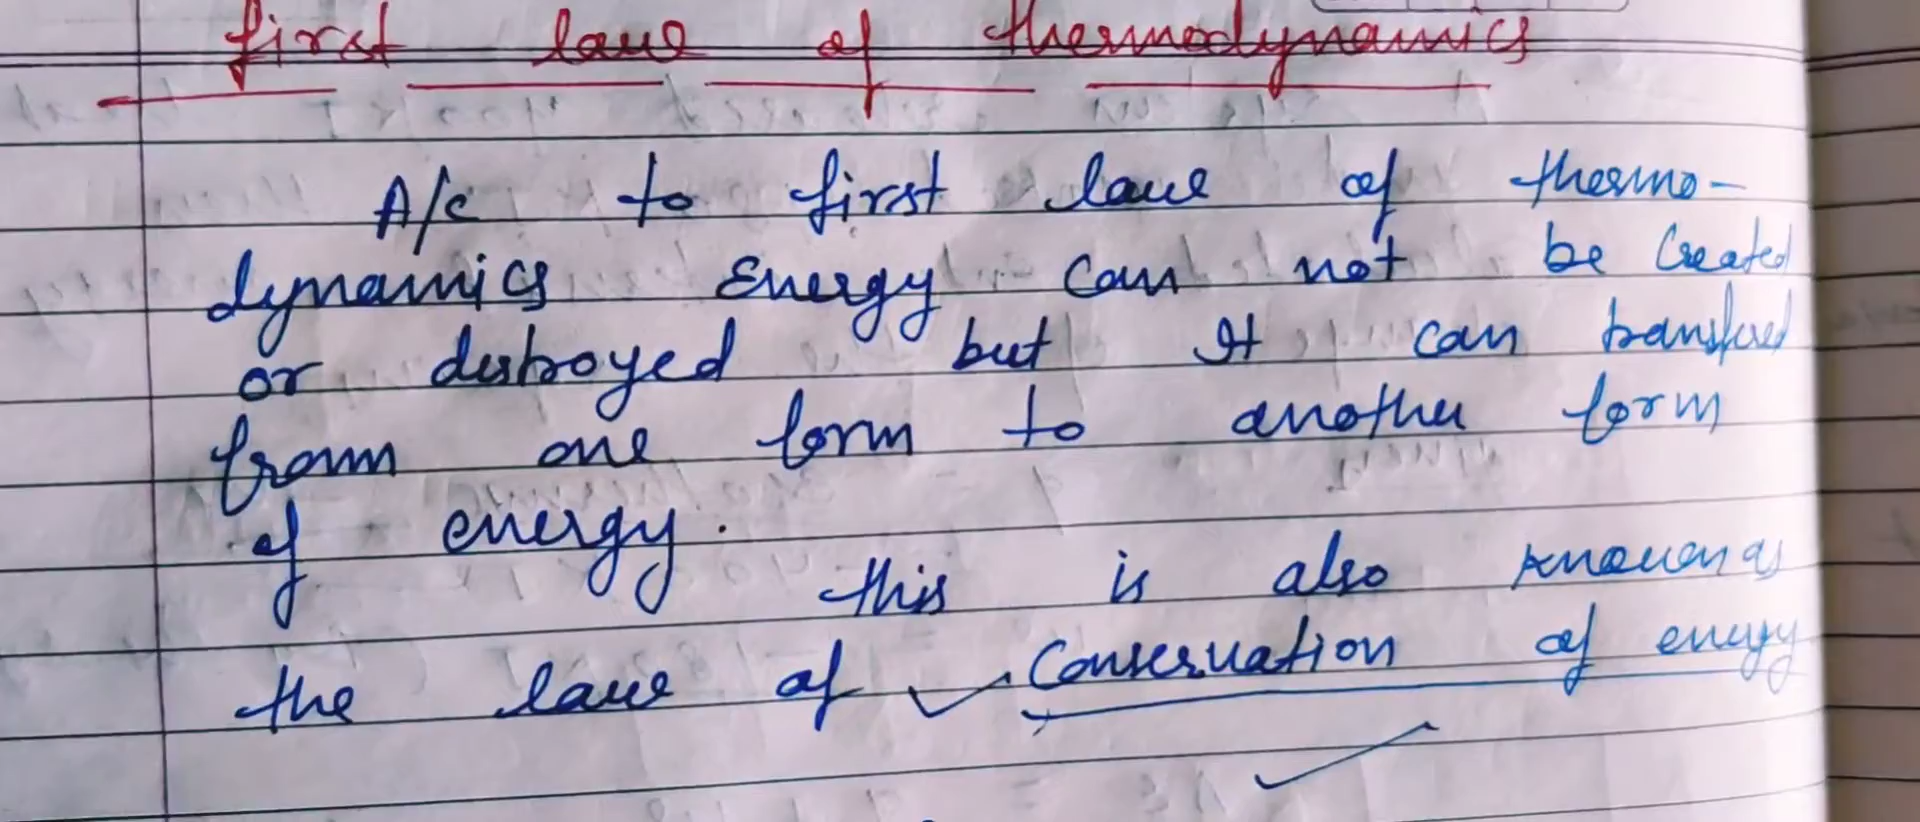 first law of thermodynamics
A/c to first law of thermo-
dynamics Energy can not be Created
or destroyed but It can transfered
from one form to another form
of energy.
this is also known as
the law of Conservation of energy